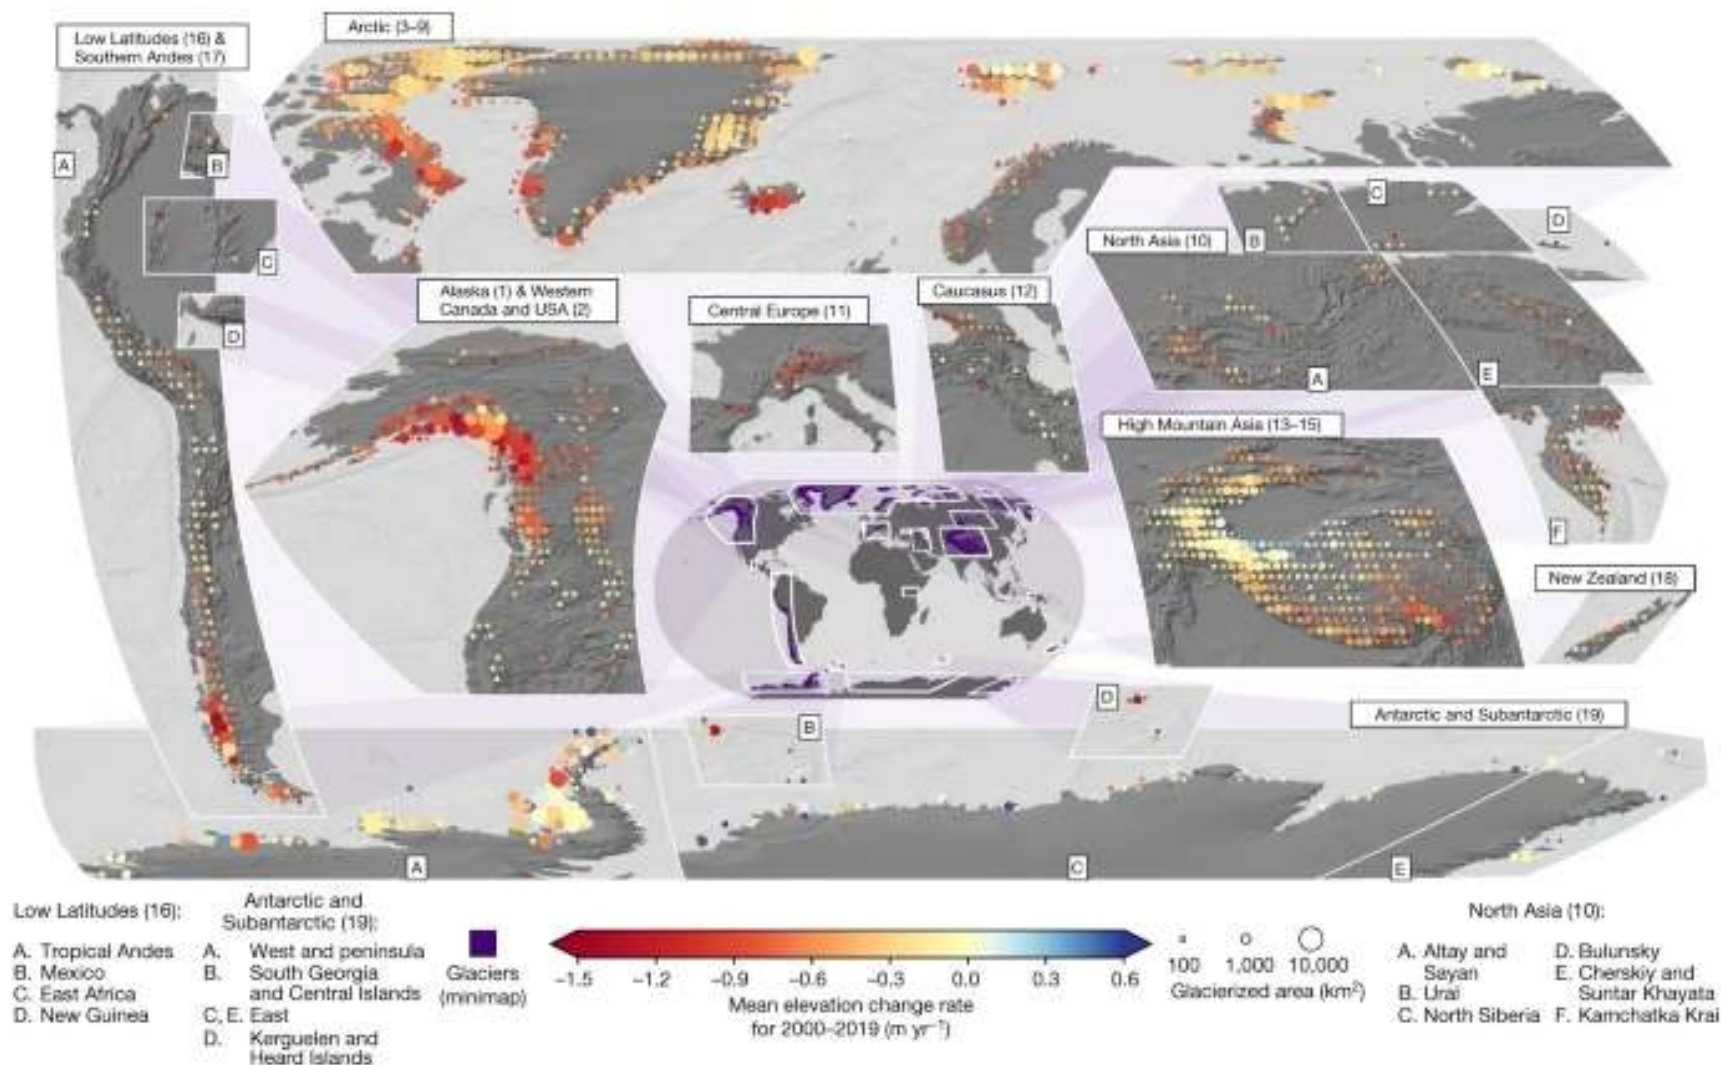 Low Latitudes (16) &
Southern Andes (17)
Arctic (3–9)
A
B
C
D
Alaska (1) & Western
Canada and USA (2)
Central Europe (11)
Caucasus (12)
North Asia (10)
B
C
D
A
E
F
High Mountain Asia (13–15)
New Zealand (18)
Antarctic and Subantarctic (19)
B
D
A
C
E
Low Latitudes (16):
A. Tropical Andes
B. Mexico
C. East Africa
D. New Guinea
Antarctic and
Subantarctic (19):
A. West and peninsula
B. South Georgia
and Central Islands
C, E. East
D. Kerguelen and
Heard Islands
Glaciers
(minimap)
−1.5 −1.2 −0.9 −0.6 −0.3 0.0 0.3 0.6
Mean elevation change rate
for 2000–2019 (m yr⁻¹)
100 1,000 10,000
Glacierized area (km²)
North Asia (10):
A. Altay and
Sayan
B. Ural
C. North Siberia
D. Bulunsky
E. Cherskiy and
Suntar Khayata
F. Kamchatka Krai